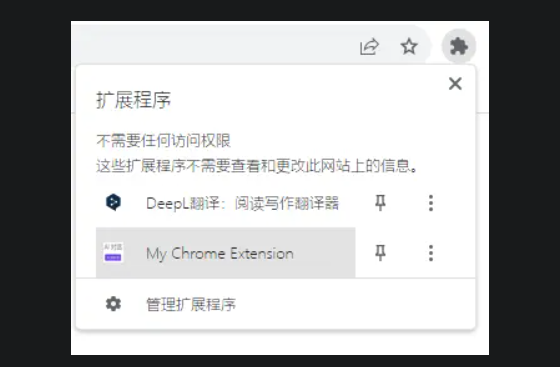 扩展程序
不需要任何访问权限
这些扩展程序不需要查看和更改此网站上的信息。
DeepL翻译：阅读写作翻译器
My Chrome Extension
管理扩展程序